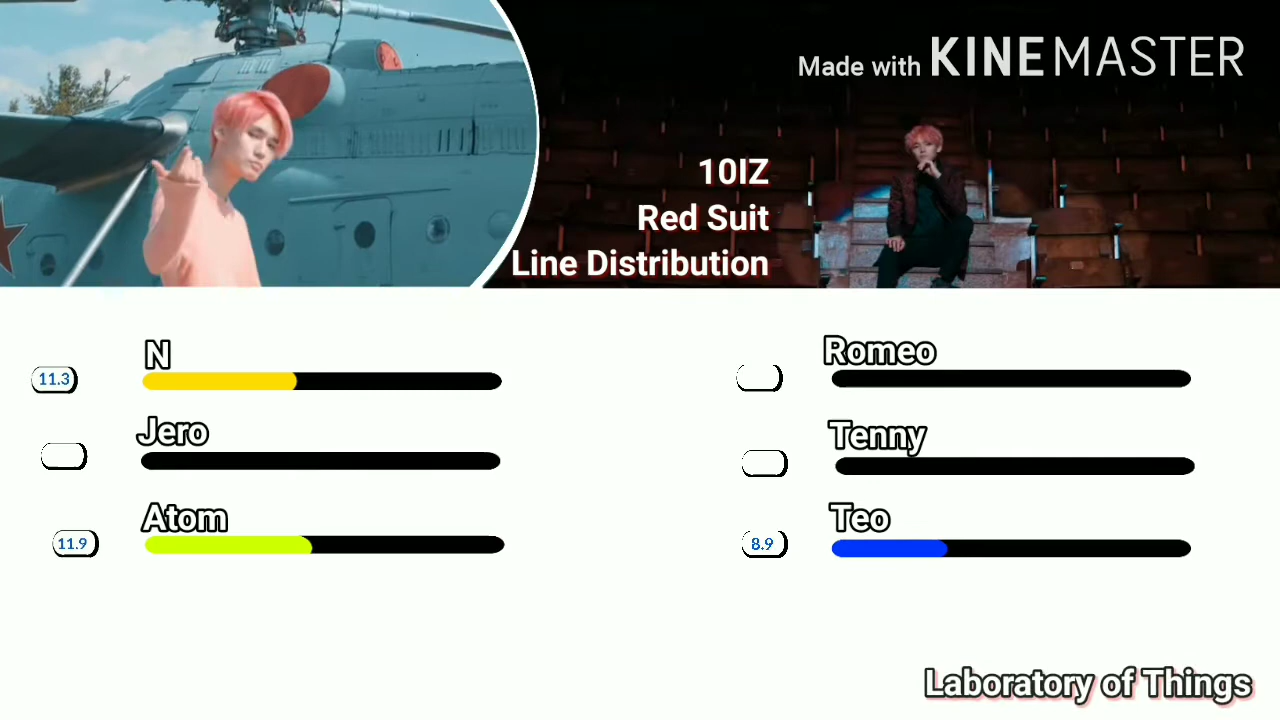 Made with KINEMASTER
10IZ
Red Suit
Line Distribution
N
11.3
Romeo
Jero
Tenny
Atom
11.9
Teo
8.9
Laboratory of Things